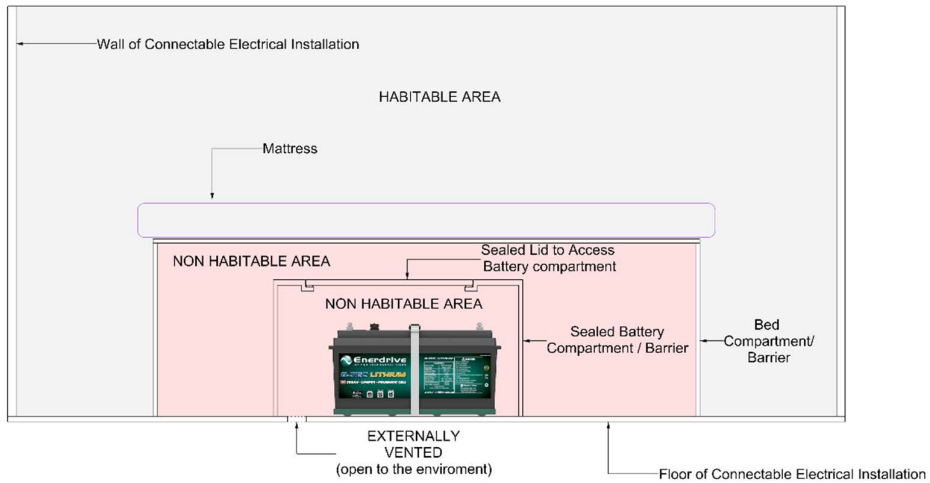 Wall of Connectable Electrical Installation
HABITABLE AREA
Mattress
NON HABITABLE AREA
Sealed Lid to Access
Battery compartment
NON HABITABLE AREA
Sealed Battery
Compartment / Barrier
Bed
Compartment/
Barrier
Enerdrive
LITHIUM
EXTERNALLY
VENTED
(open to the enviroment)
Floor of Connectable Electrical Installation